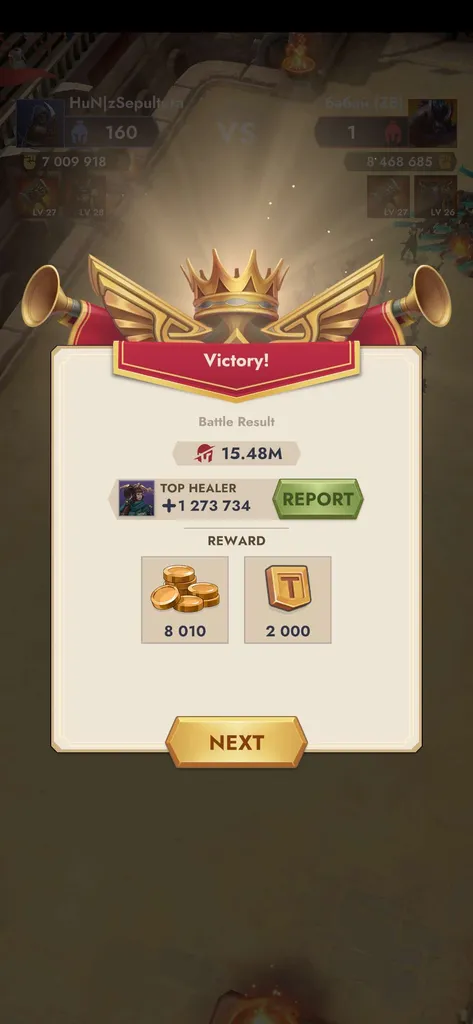 HuN|zSepultura
160
VS
1
7 009 918
8 468 685
LV 27
LV 28
LV 27
LV 26
Victory!
Battle Result
15.48M
TOP HEALER
+1 273 734
REPORT
REWARD
8 010
T
2 000
NEXT